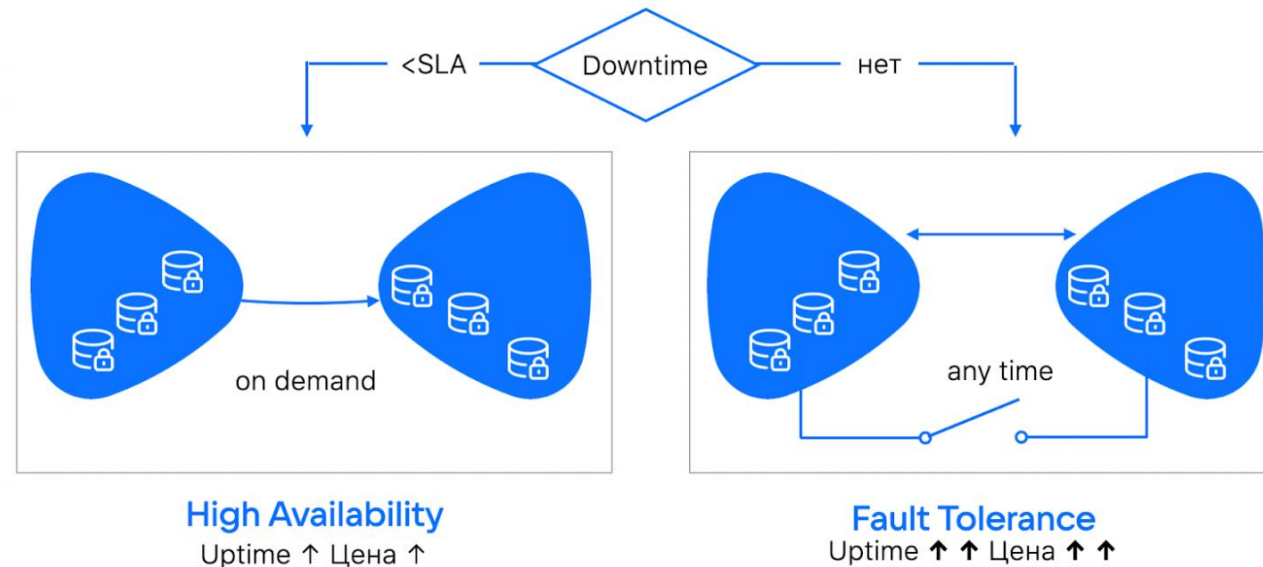 <SLA
Downtime
нет
on demand
any time
High Availability
Uptime ↑ Цена ↑
Fault Tolerance
Uptime ↑ ↑ Цена ↑ ↑